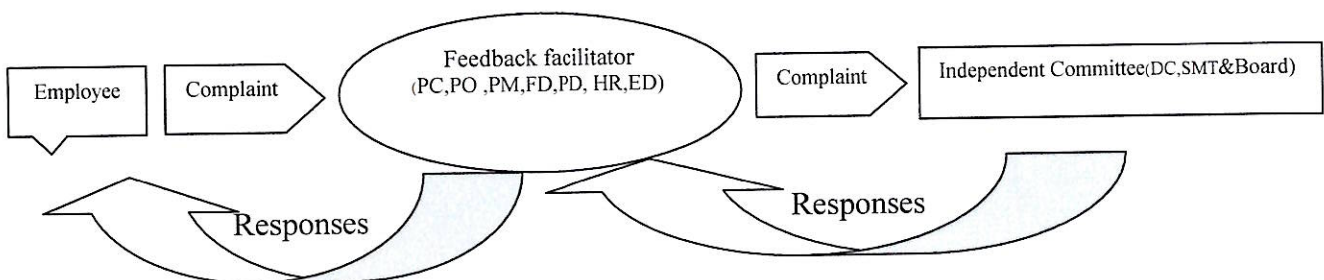 Employee
Complaint
Feedback facilitator
(PC,PO ,PM,FD,PD, HR,ED)
Complaint
Independent Committee(DC,SMT&Board)
Responses
Responses